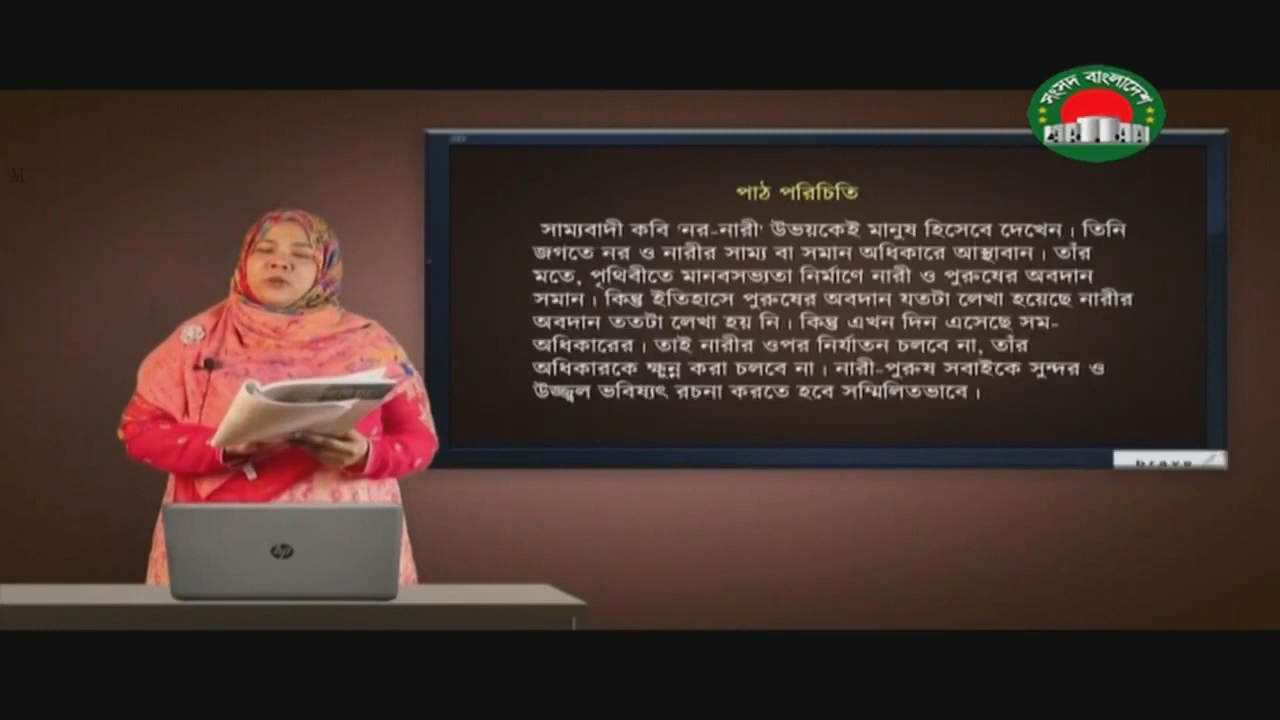 সংসদ বাংলাদেশ
পাঠ পরিচিতি
সাম্যবাদী কবি 'নর-নারী' উভয়কেই মানুষ হিসেবে দেখেন। তিনি
জগতে নর ও নারীর সাম্য বা সমান অধিকারে আস্থাবান। তাঁর
মতে, পৃথিবীতে মানবসভ্যতা নির্মাণে নারী ও পুরুষের অবদান
সমান। কিন্তু ইতিহাসে পুরুষের অবদান যতটা লেখা হয়েছে নারীর
অবদান ততটা লেখা হয় নি। কিন্তু এখন দিন এসেছে সম-
অধিকারের। তাই নারীর ওপর নির্যাতন চলবে না, তাঁর
অধিকারকে ক্ষুন্ন করা চলবে না। নারী-পুরুষ সবাইকে সুন্দর ও
উজ্জ্বল ভবিষ্যৎ রচনা করতে হবে সম্মিলিতভাবে।
hp
M